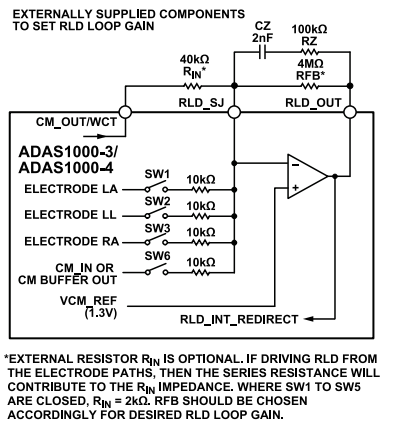 EXTERNALLY SUPPLIED COMPONENTS
TO SET RLD LOOP GAIN
CZ
2nF
100kΩ
RZ
40kΩ
RIN*
4MΩ
RFB*
RLD_SJ
RLD_OUT
CM_OUT/WCT
ADAS1000-3/
ADAS1000-4
SW1
10kΩ
ELECTRODE LA
SW2
10kΩ
ELECTRODE LL
SW3
10kΩ
ELECTRODE RA
SW6
10kΩ
CM_IN OR
CM BUFFER OUT
–
+
VCM_REF
(1.3V)
RLD_INT_REDIRECT
*EXTERNAL RESISTOR RIN IS OPTIONAL. IF DRIVING RLD FROM
THE ELECTRODE PATHS, THEN THE SERIES RESISTANCE WILL
CONTRIBUTE TO THE RIN IMPEDANCE. WHERE SW1 TO SW5
ARE CLOSED, RIN = 2kΩ. RFB SHOULD BE CHOSEN
ACCORDINGLY FOR DESIRED RLD LOOP GAIN.